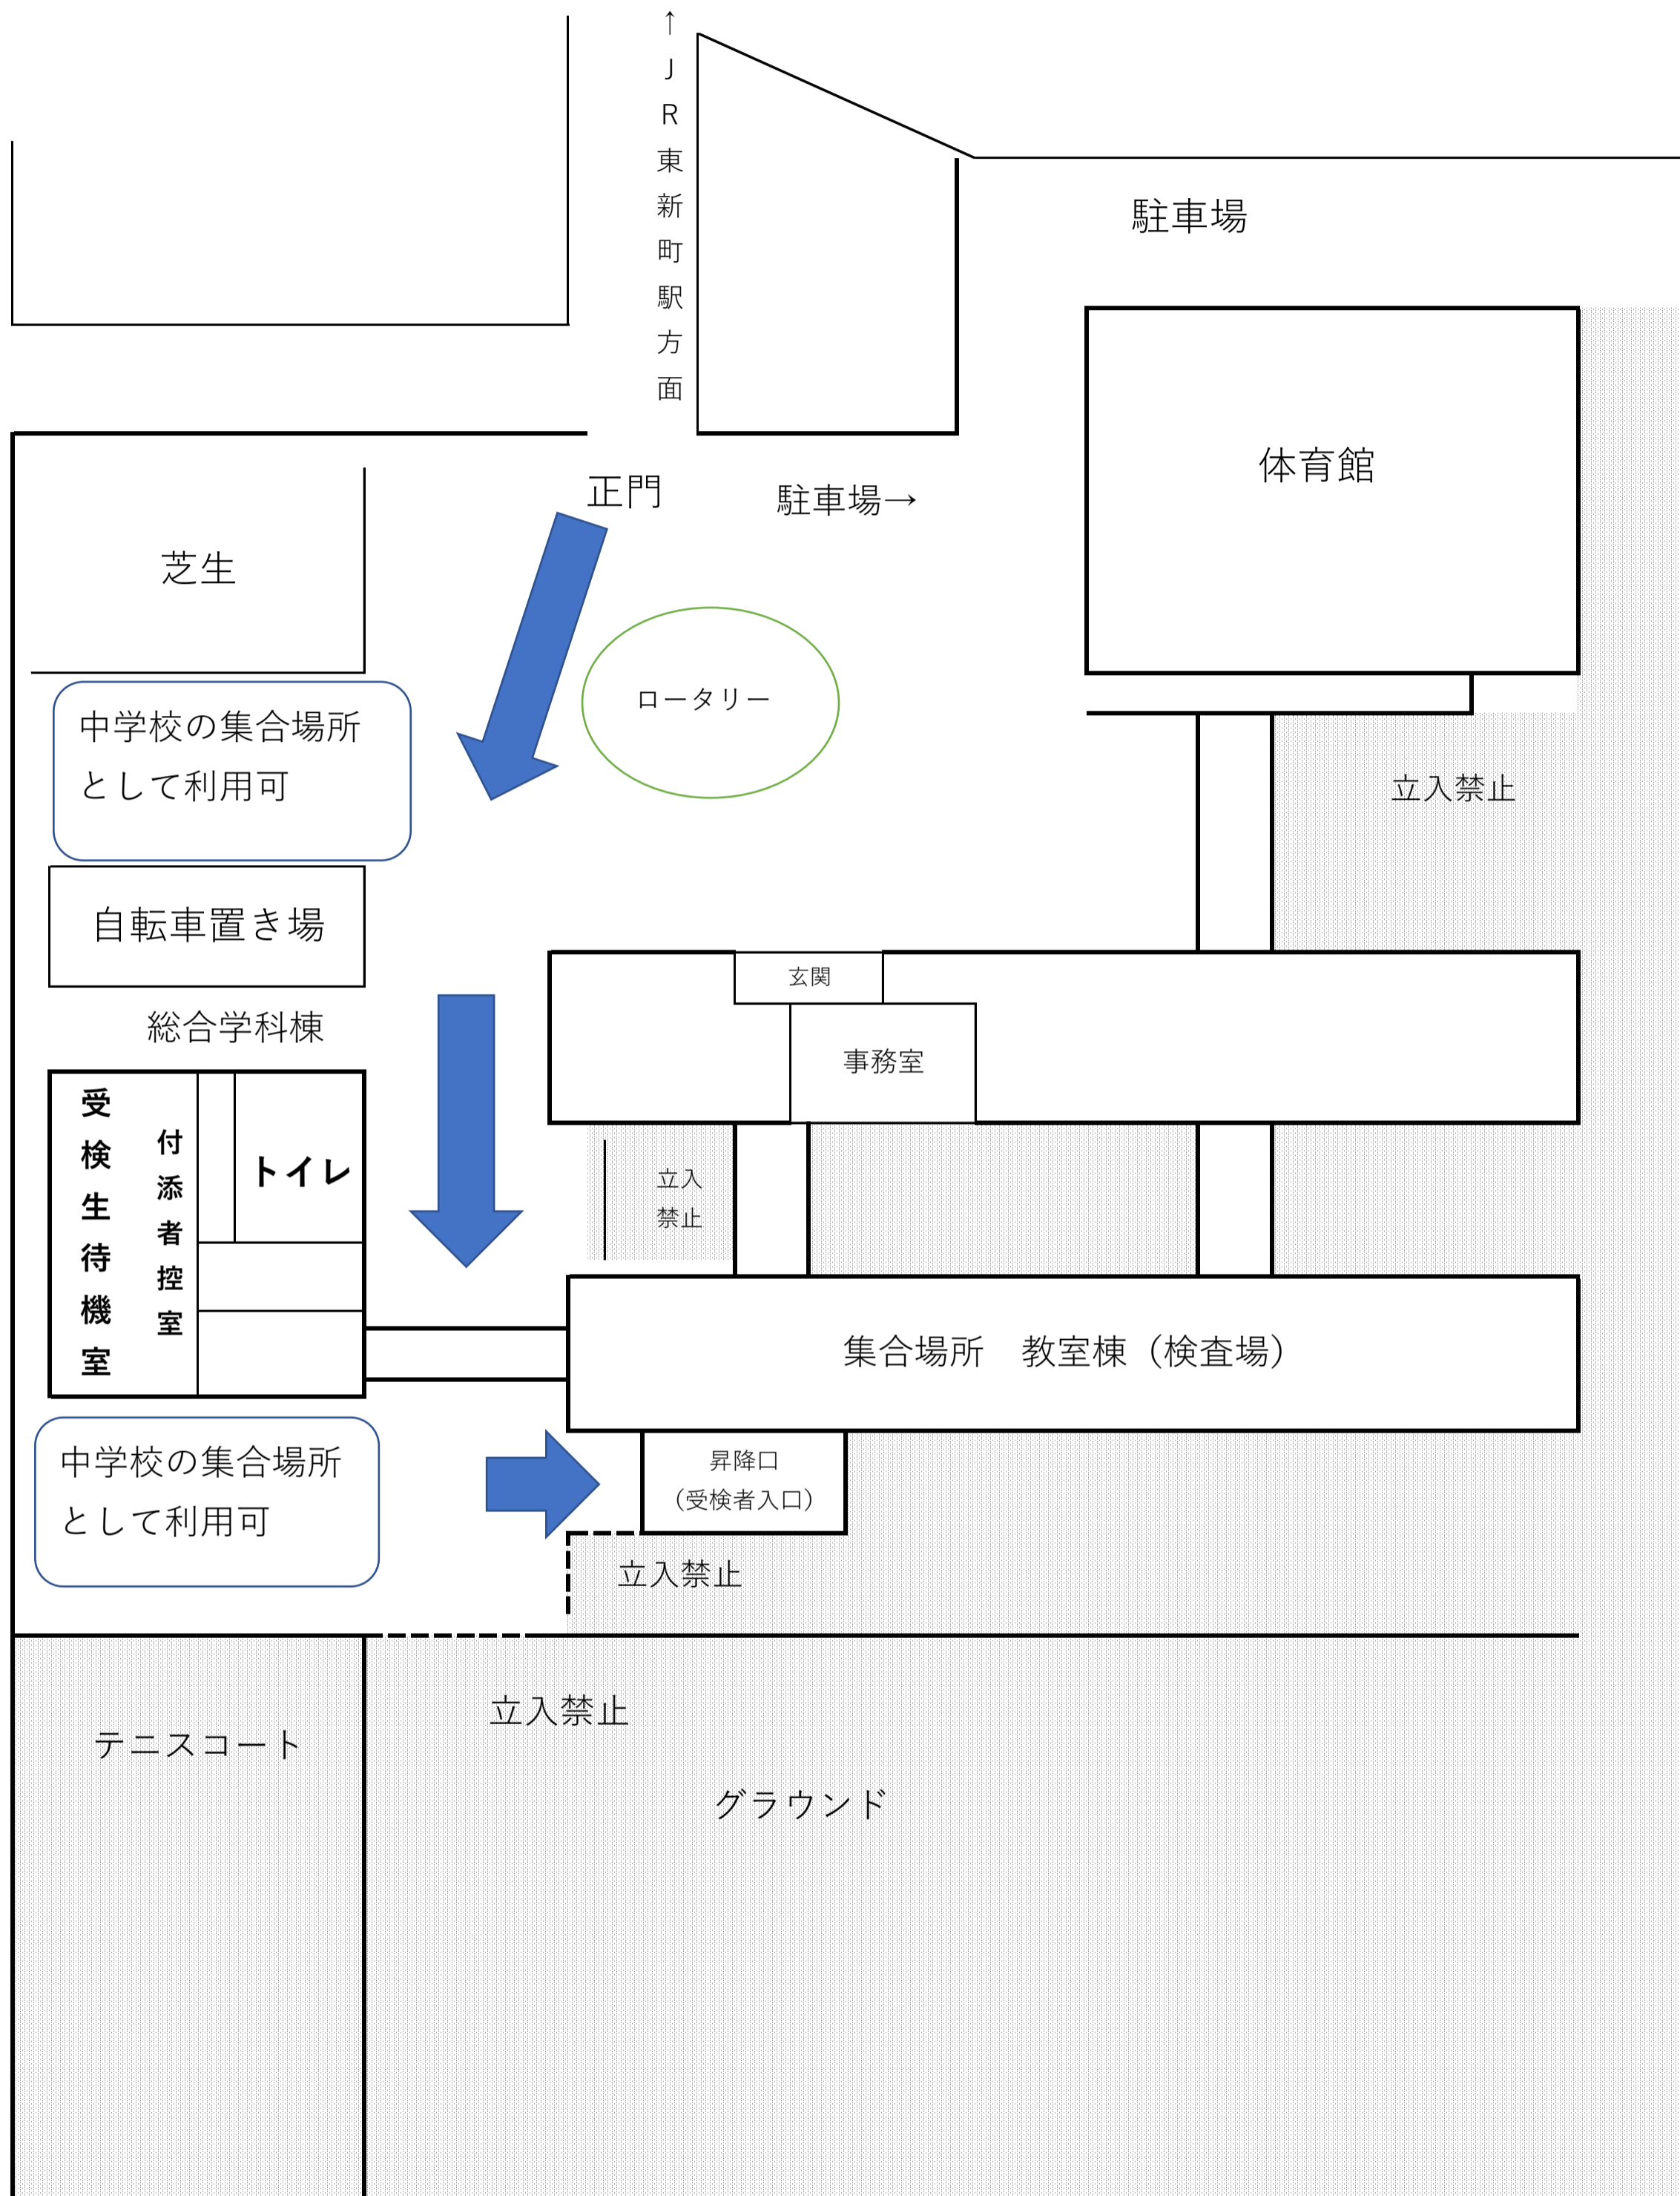 ↑JR東新町駅方面
駐車場
体育館
正門
駐車場→
芝生
ロータリー
中学校の集合場所
として利用可
立入禁止
自転車置き場
玄関
総合学科棟
事務室
受検生待機室
付添者控室
トイレ
立入
禁止
集合場所　教室棟（検査場）
中学校の集合場所
として利用可
昇降口
（受検者入口）
立入禁止
立入禁止
テニスコート
グラウンド